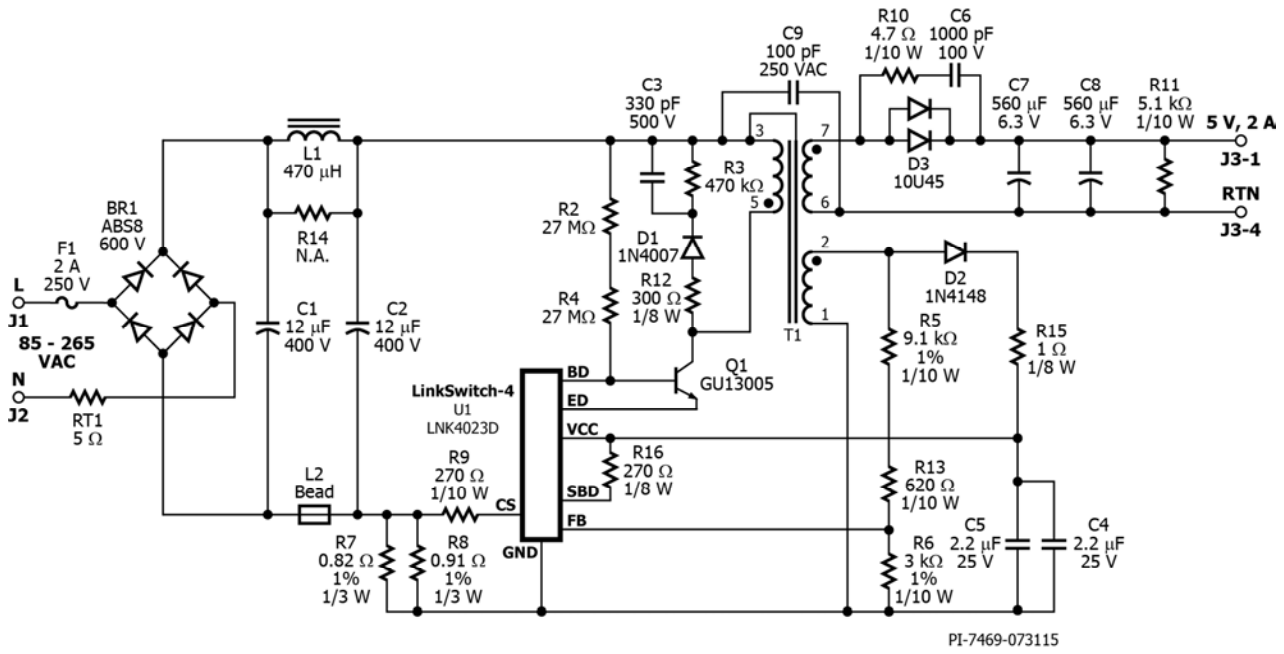 R10
4.7 Ω
1/10 W
C6
1000 pF
100 V
C9
100 pF
250 VAC
C3
330 pF
500 V
C7
560 μF
6.3 V
C8
560 μF
6.3 V
R11
5.1 kΩ
1/10 W
5 V, 2 A
J3-1
RTN
J3-4
L1
470 μH
3
5
7
6
2
1
D3
10U45
R3
470 kΩ
BR1
ABS8
600 V
F1
2 A
250 V
R14
N.A.
R2
27 MΩ
D1
1N4007
L
J1
85 - 265
VAC
N
J2
RT1
5 Ω
C1
12 μF
400 V
C2
12 μF
400 V
R4
27 MΩ
R12
300 Ω
1/8 W
T1
D2
1N4148
R5
9.1 kΩ
1%
1/10 W
R15
1 Ω
1/8 W
Q1
GU13005
LinkSwitch-4
U1
LNK4023D
BD
ED
VCC
SBD
FB
CS
GND
R16
270 Ω
1/8 W
R13
620 Ω
1/10 W
L2
Bead
R9
270 Ω
1/10 W
R7
0.82 Ω
1%
1/3 W
R8
0.91 Ω
1%
1/3 W
R6
3 kΩ
1%
1/10 W
C5
2.2 μF
25 V
C4
2.2 μF
25 V
PI-7469-073115